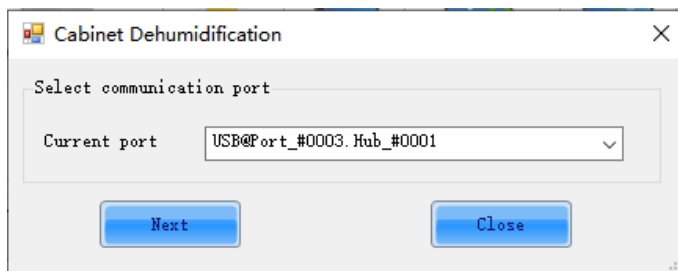 Cabinet Dehumidification
Select communication port
Current port USB@Port_#0003.Hub_#0001
Next Close